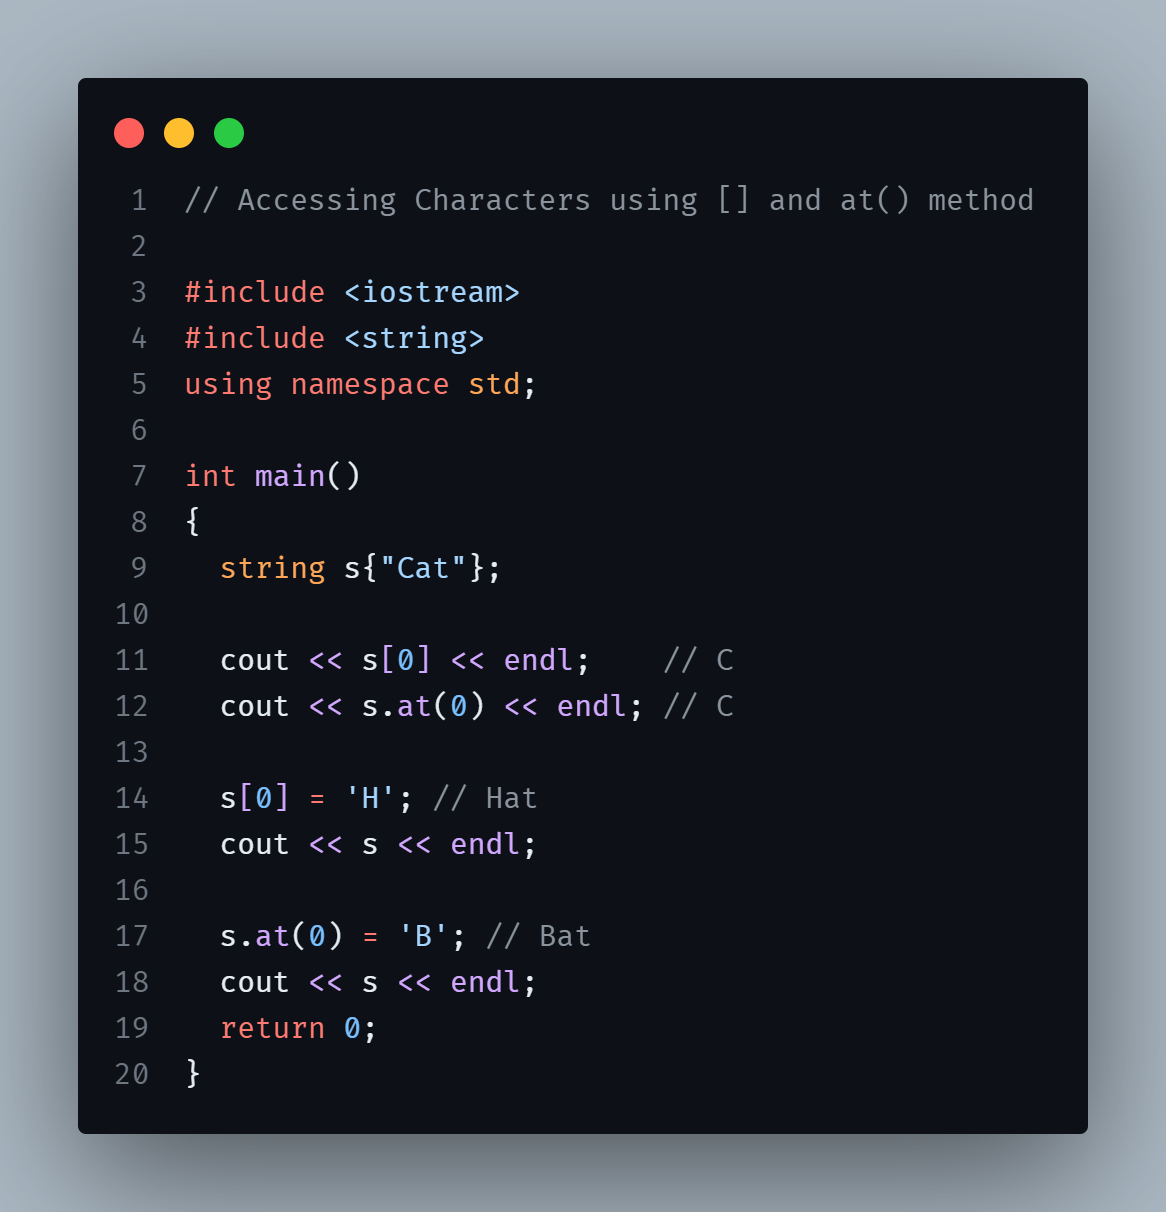 1 // Accessing Characters using [] and at() method
2
3 #include <iostream>
4 #include <string>
5 using namespace std;
6
7 int main()
8 {
9   string s{"Cat"};
10
11   cout << s[0] << endl;    // C
12   cout << s.at(0) << endl; // C
13
14   s[0] = 'H'; // Hat
15   cout << s << endl;
16
17   s.at(0) = 'B'; // Bat
18   cout << s << endl;
19   return 0;
20 }